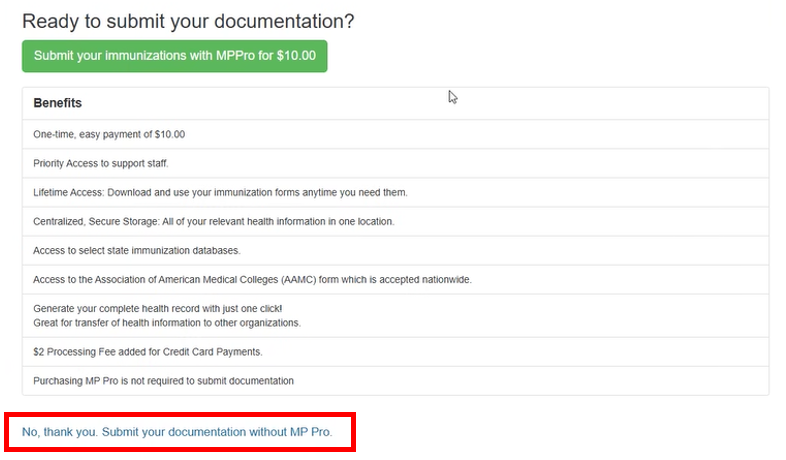 Ready to submit your documentation?
Submit your immunizations with MPPro for $10.00
Benefits
One-time, easy payment of $10.00
Priority Access to support staff.
Lifetime Access: Download and use your immunization forms anytime you need them.
Centralized, Secure Storage: All of your relevant health information in one location.
Access to select state immunization databases.
Access to the Association of American Medical Colleges (AAMC) form which is accepted nationwide.
Generate your complete health record with just one click!
Great for transfer of health information to other organizations.
$2 Processing Fee added for Credit Card Payments.
Purchasing MP Pro is not required to submit documentation
No, thank you. Submit your documentation without MP Pro.